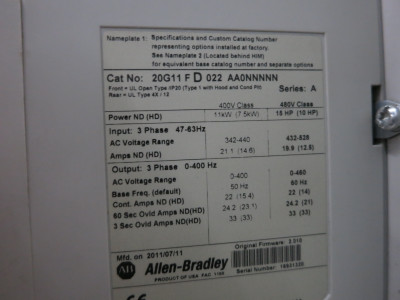 Nameplate 1: Specifications and Custom Catalog Number
representing options installed at factory.
See Nameplate 2 (Located behind HIM)
for equivalent base catalog number and separate options
Cat No: 20G11 F D 022 AA0NNNNN
Front = UL Open Type /IP20 (Type 1 with Hood and Cond Plt) Series: A
Rear = UL Type 4X / 12
400V Class 480V Class
Power ND (HD) 11kW (7.5kW) 15 HP (10 HP)
Input: 3 Phase 47-63Hz
AC Voltage Range 342-440 432-528
Amps ND (HD) 21.1 (14.6) 19.9 (12.5)
Output: 3 Phase 0-400 Hz
AC Voltage Range 0-400 0-460
Base Freq. (default) 50 Hz 60 Hz
Cont. Amps ND(HD) 22 (15.4) 22 (14)
60 Sec Ovld Amps ND(HD) 24.2 (23.1) 24.2 (21)
3 Sec Ovld Amps ND(HD) 33 (33) 33 (33)
Mfd. on 2011/07/11 Original Firmware
AB Allen-Bradley Serial Number:
PRODUCT OF USA FAC
CE